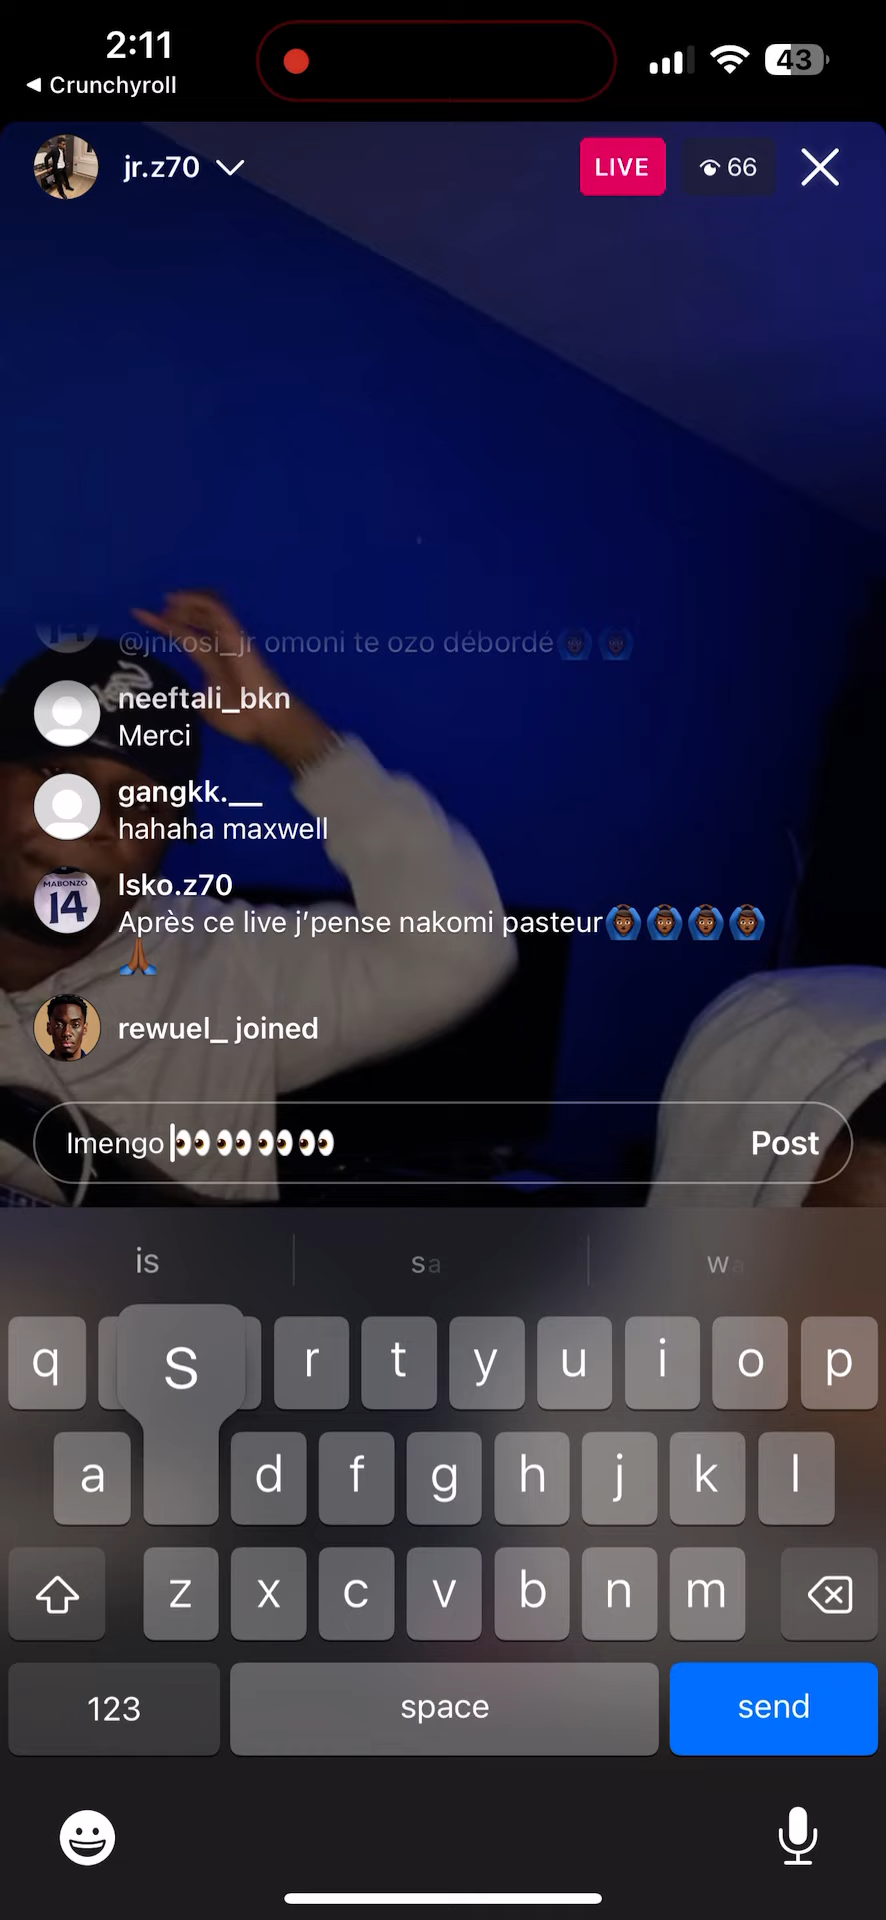 2:11
43
◀ Crunchyroll
jr.z70
LIVE
66
@jnkosi_jr omoni te ozo débordé🙆🏿‍♂️🙆🏿‍♂️
neeftali_bkn
Merci
gangkk.__
hahaha maxwell
MABONZO
14
lsko.z70
Après ce live j’pense nakomi pasteur🙆🏾‍♂️🙆🏾‍♂️🙆🏾‍♂️🙆🏾‍♂️
🙏🏾
rewuel_ joined
Imengo 👀👀👀👀
Post
is
sa
wa
q
S
r
t
y
u
i
o
p
a
d
f
g
h
j
k
l
z
x
c
v
b
n
m
123
space
send